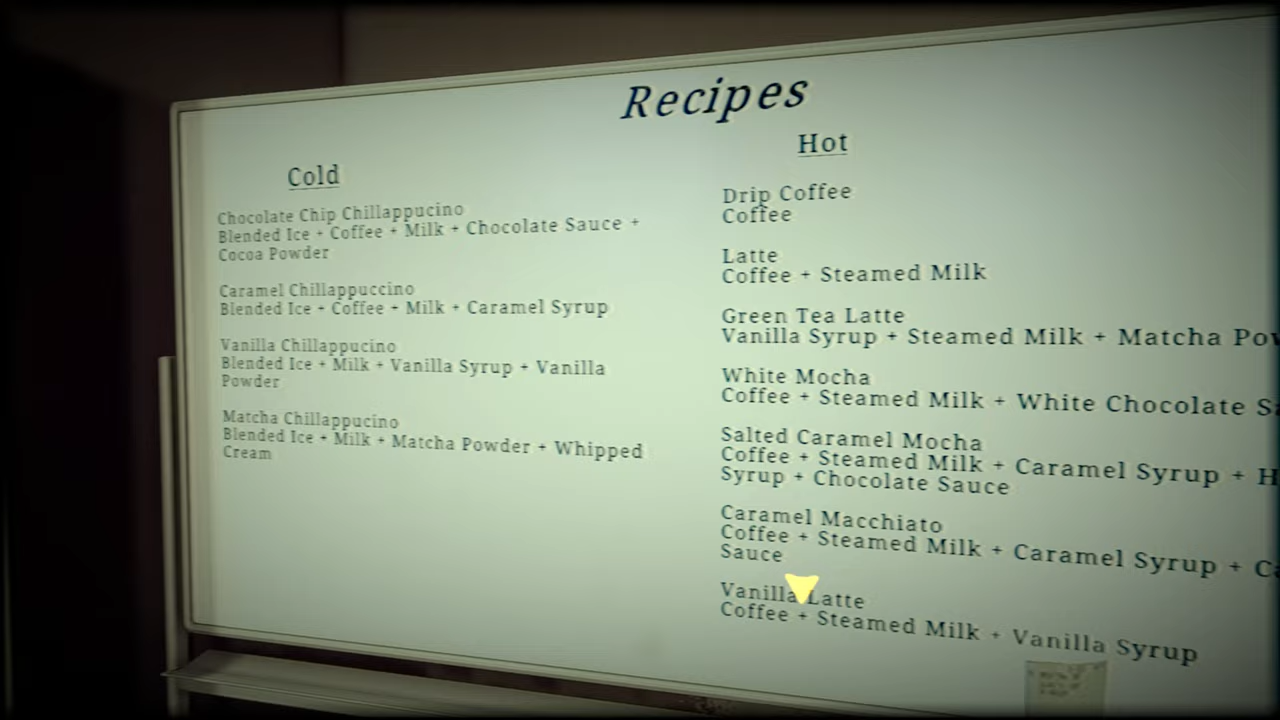 Recipes
Cold
Chocolate Chip Chillappucino
Blended Ice + Coffee + Milk + Chocolate Sauce +
Cocoa Powder
Caramel Chillappuccino
Blended Ice + Coffee + Milk + Caramel Syrup
Vanilla Chillappucino
Blended Ice + Milk + Vanilla Syrup + Vanilla
Powder
Matcha Chillappucino
Blended Ice + Milk + Matcha Powder + Whipped
Cream
Hot
Drip Coffee
Coffee
Latte
Coffee + Steamed Milk
Green Tea Latte
Vanilla Syrup + Steamed Milk + Matcha
White Mocha
Coffee + Steamed Milk + White Chocolate
Salted Caramel Mocha
Coffee + Steamed Milk + Caramel Syrup +
Syrup + Chocolate Sauce
Caramel Macchiato
Coffee + Steamed Milk + Caramel Syrup +
Sauce
Vanilla Latte
Coffee + Steamed Milk + Vanilla Syrup